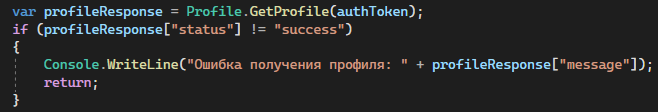 var profileResponse = Profile.GetProfile(authToken);
if (profileResponse["status"] != "success")
{
    Console.WriteLine("Ошибка получения профиля: " + profileResponse["message"]);
    return;
}